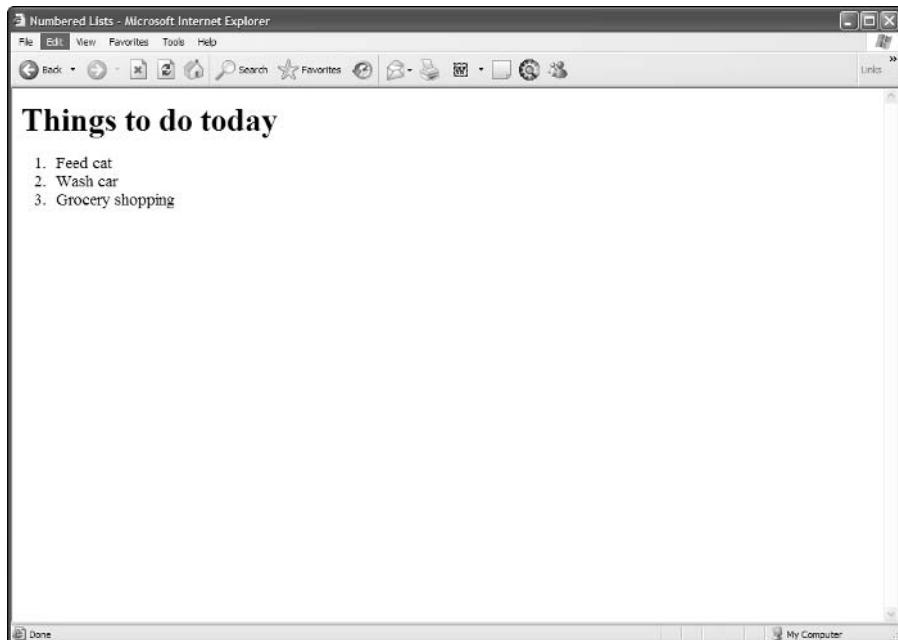 Numbered Lists - Microsoft Internet Explorer
File Edit View Favorites Tools Help
Back Search Favorites Links »
Things to do today
1. Feed cat
2. Wash car
3. Grocery shopping
Done My Computer